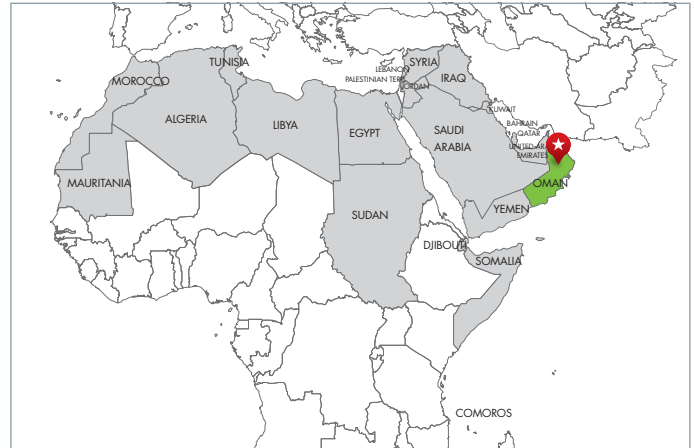 TUNISIA
SYRIA
LEBANON
MOROCCO
PALESTINIAN TERR
IRAQ
JORDAN
KUWAIT
ALGERIA
LIBYA
EGYPT
SAUDI
ARABIA
BAHRAIN
QATAR
UNITED ARA
EMIRATES
MAURITANIA
OMAN
SUDAN
YEMEN
DJIBOUTI
SOMALIA
COMOROS